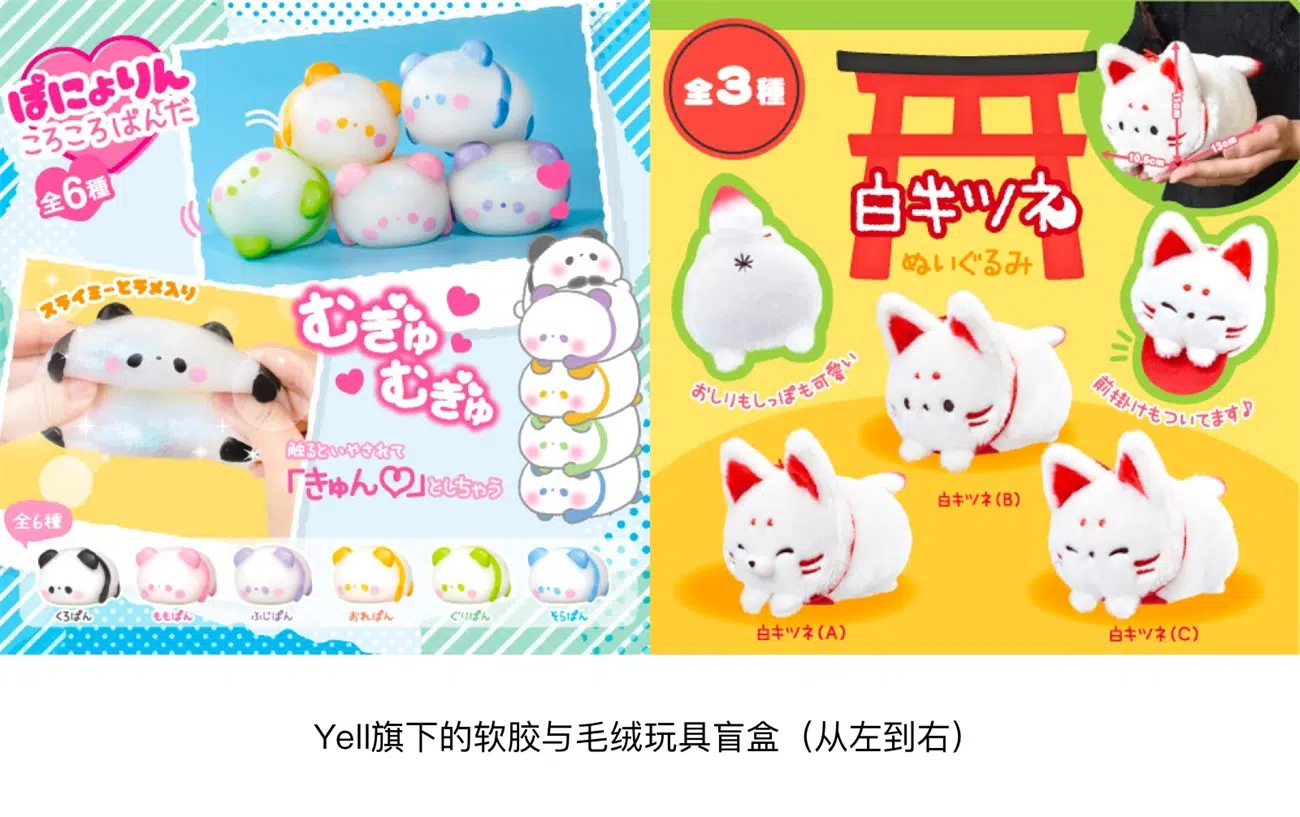 ぽにょりん
ころころぱんだ
全6種
スライミーとラメ入り
むぎゅ
むぎゅ
触るといやされて
「きゅん♡」としちゃう
全6種
くろぱん
ももぱん
ふじぱん
おれぱん
ぐりぱん
そらぱん
全3種
10.5cm
13cm
白キツネ
ぬいぐるみ
おしりもしっぽも可愛い
前掛けもついてます♪
白キツネ(B)
白キツネ(A)
白キツネ(C)
Yell旗下的软胶与毛绒玩具盲盒（从左到右）